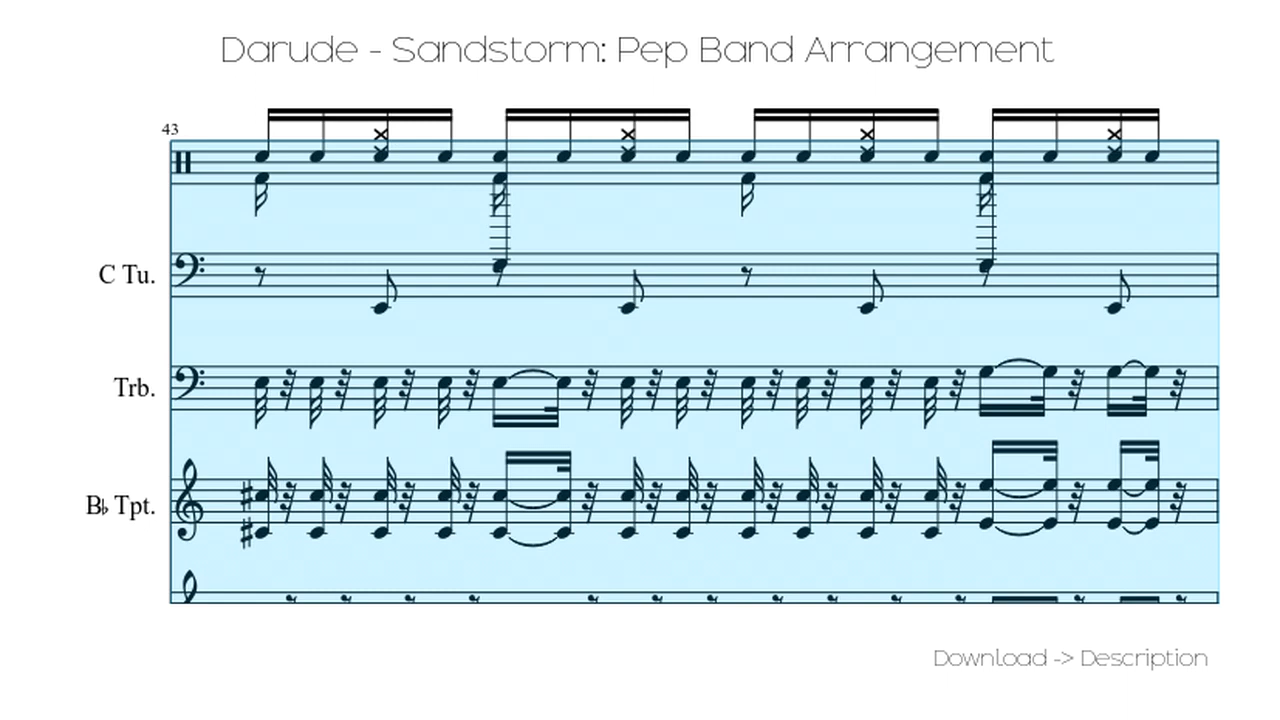 Darude - Sandstorm: Pep Band Arrangement
43
C Tu.
Trb.
B♭ Tpt.
Download -> Description